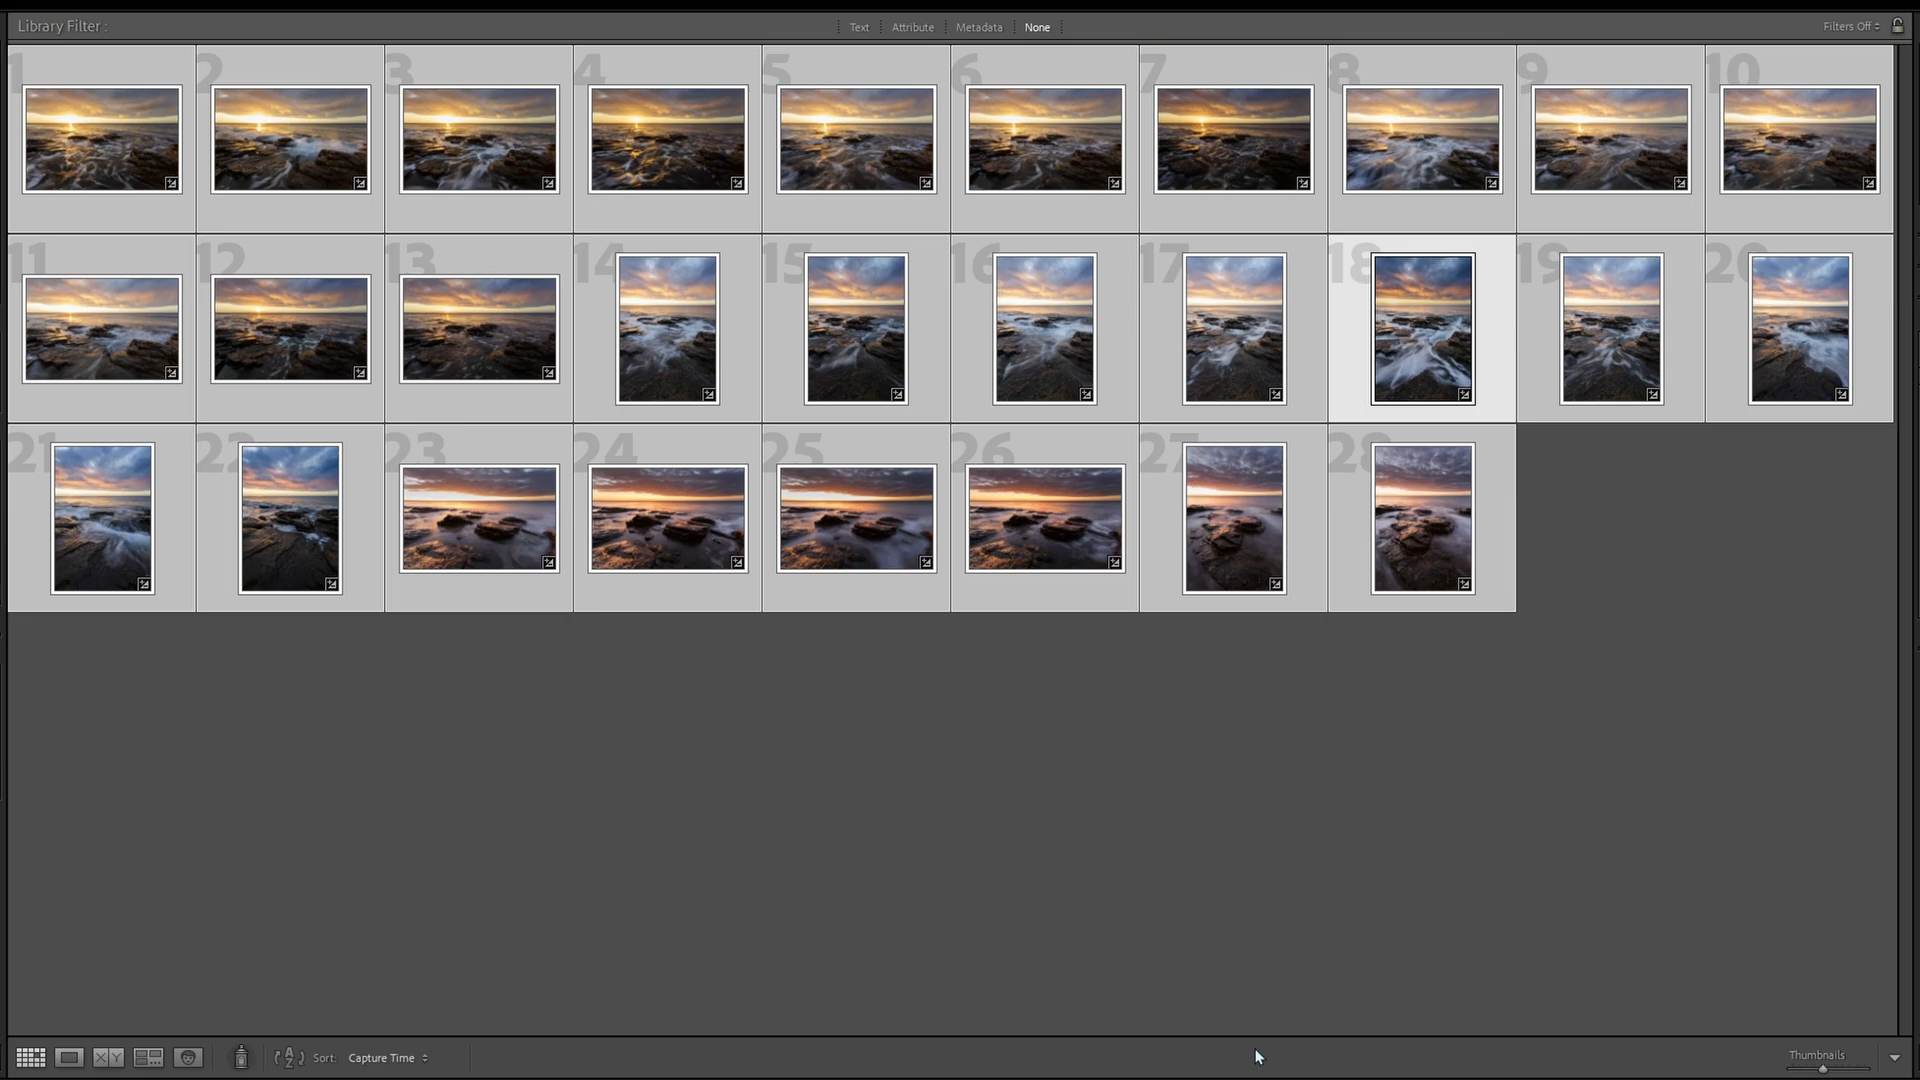 Library Filter :
Text
Attribute
Metadata
None
Filters Off
1
2
3
4
5
6
7
8
9
10
11
12
13
14
15
16
17
18
19
20
21
22
23
24
25
26
27
28
XY
AZ
Sort: Capture Time
Thumbnails